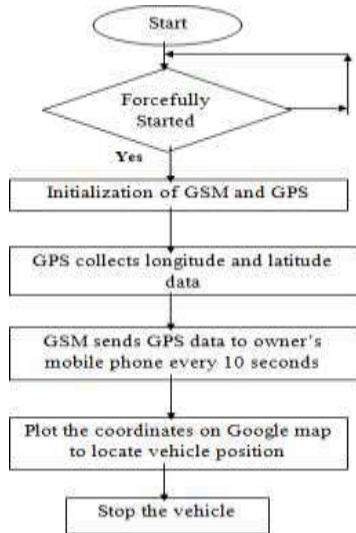 Start
Forcefully
Started
Yes
Initialization of GSM and GPS
GPS collects longitude and latitude
data
GSM sends GPS data to owner's
mobile phone every 10 seconds
Plot the coordinates on Google map
to locate vehicle position
Stop the vehicle